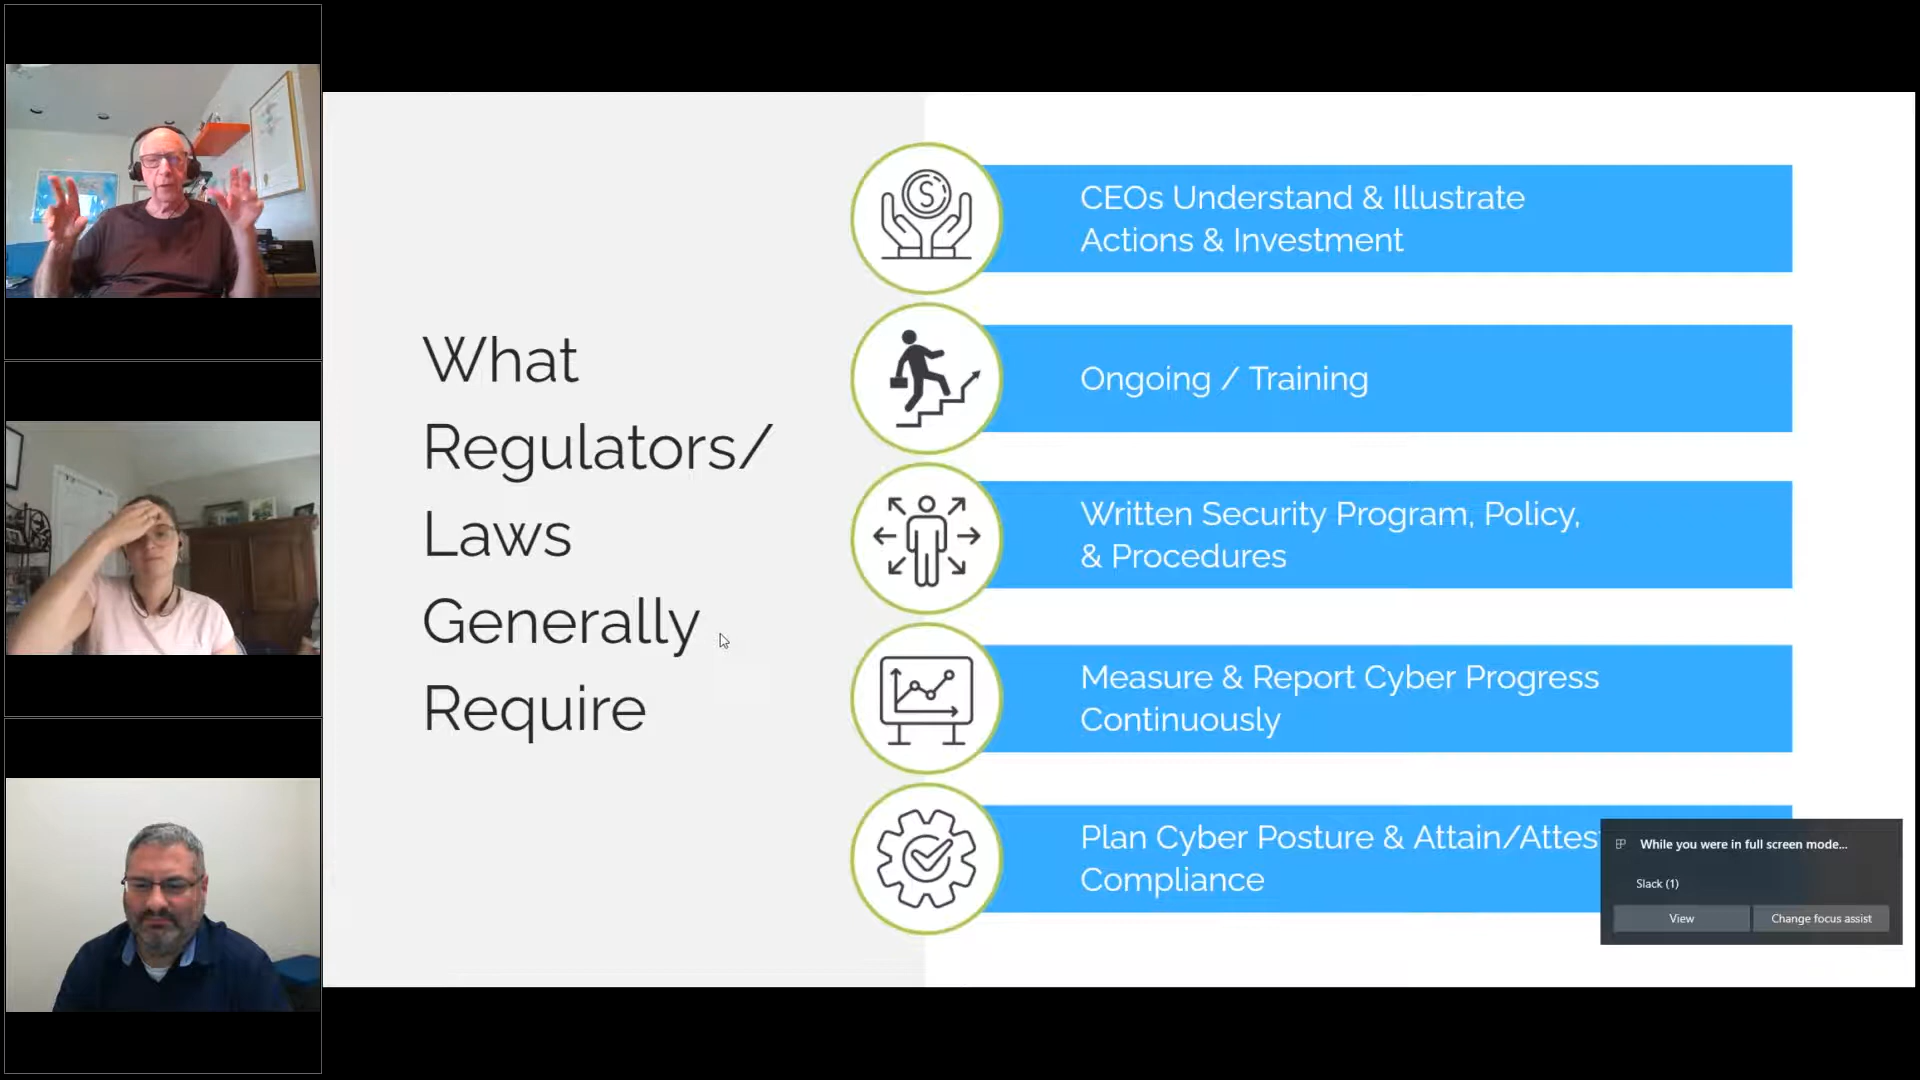 What
Regulators/
Laws
Generally
Require
CEOs Understand & Illustrate
Actions & Investment
Ongoing / Training
Written Security Program, Policy,
& Procedures
Measure & Report Cyber Progress
Continuously
Plan Cyber Posture & Attain/Attes
Compliance
While you were in full screen mode...
Slack (1)
View
Change focus assist